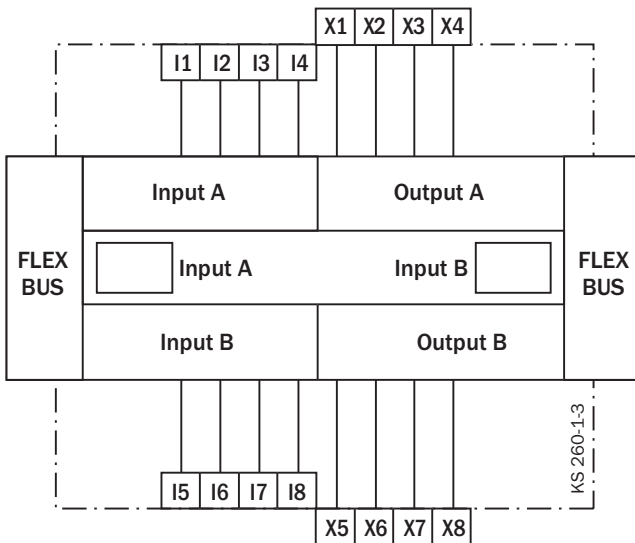 X1 X2 X3 X4
I1 I2 I3 I4
Input A Output A
FLEX BUS
Input A Input B
FLEX BUS
Input B Output B
KS 260-1-3
I5 I6 I7 I8
X5 X6 X7 X8